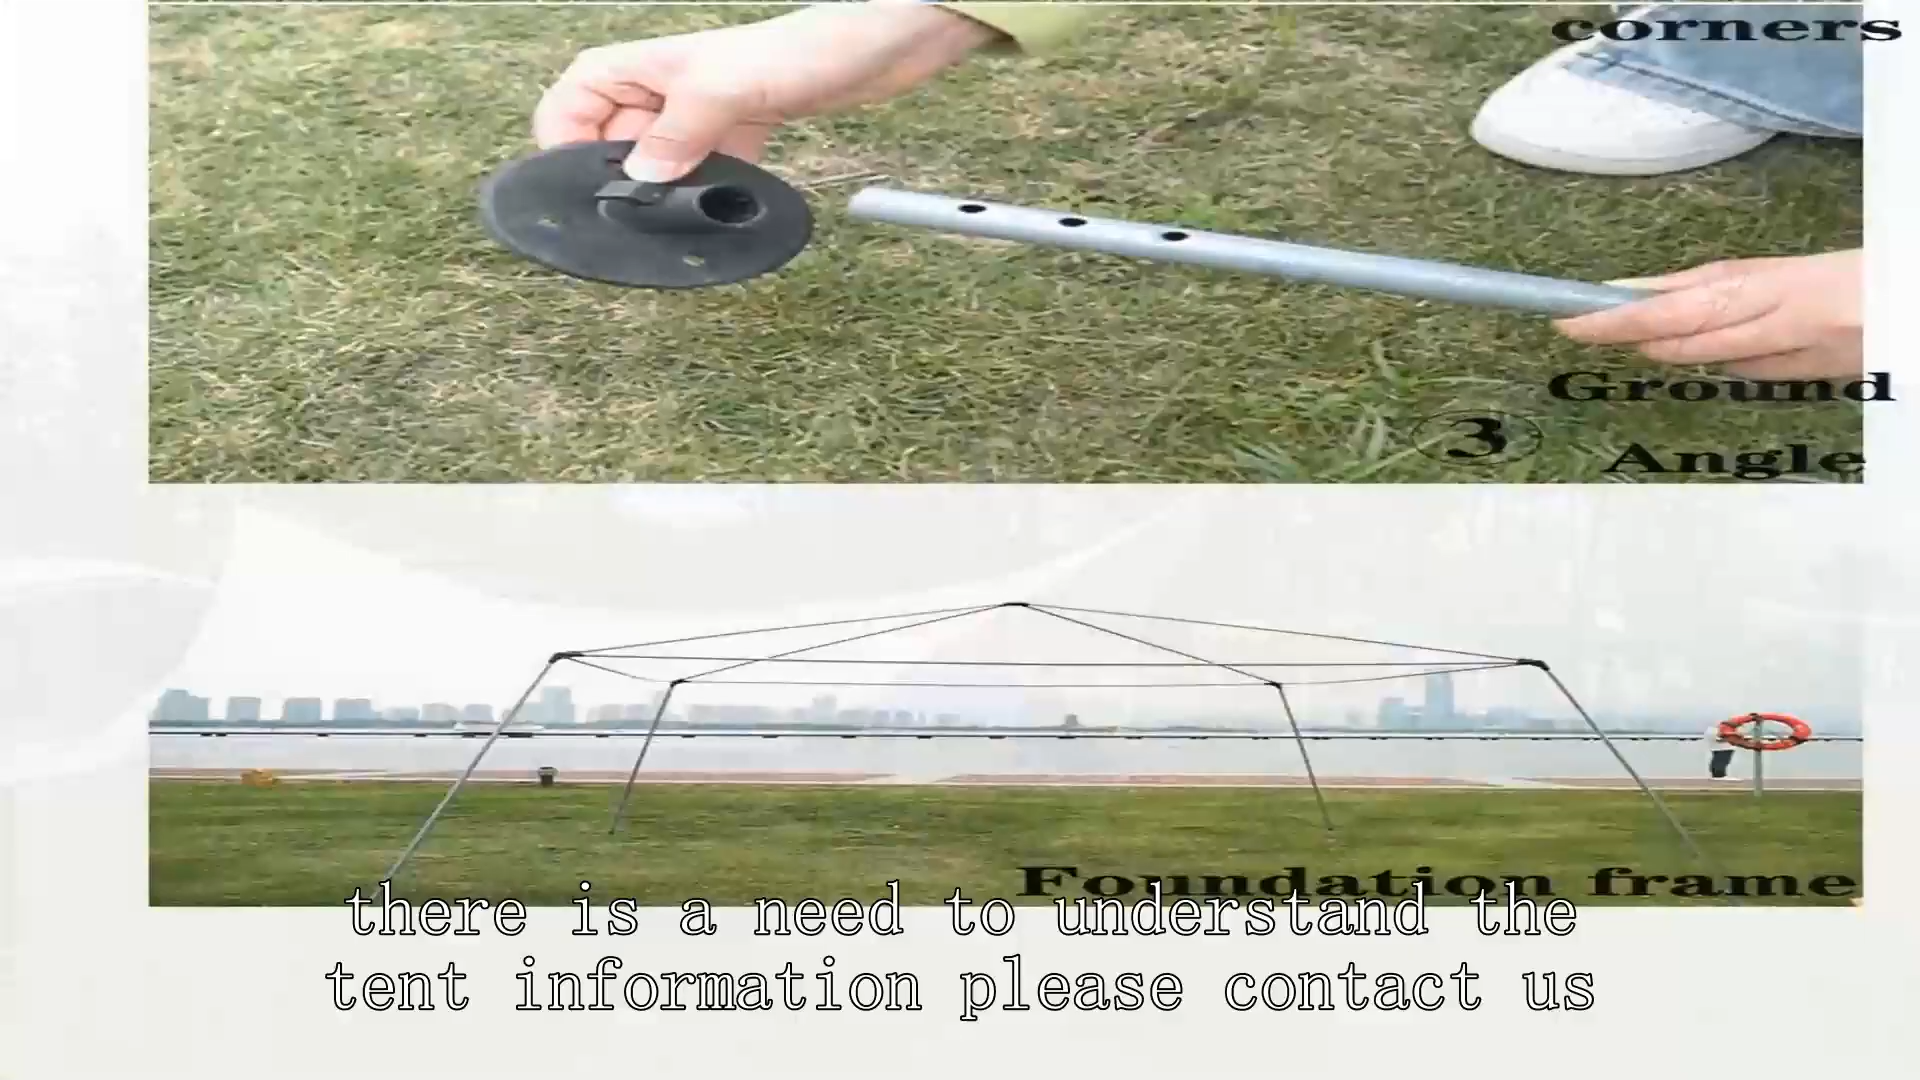 corners
Ground
③ Angle
Foundation frame
there is a need to understand the
tent information please contact us